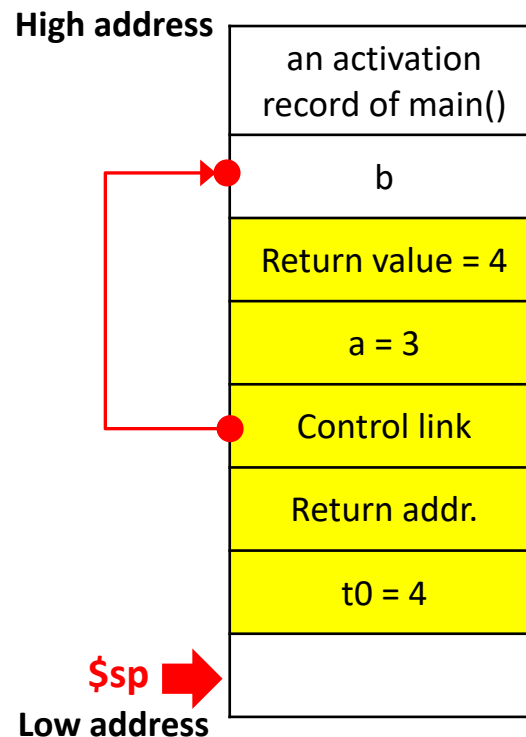 High address
an activation
record of main()
b
Return value = 4
a = 3
Control link
Return addr.
t0 = 4
$sp
Low address